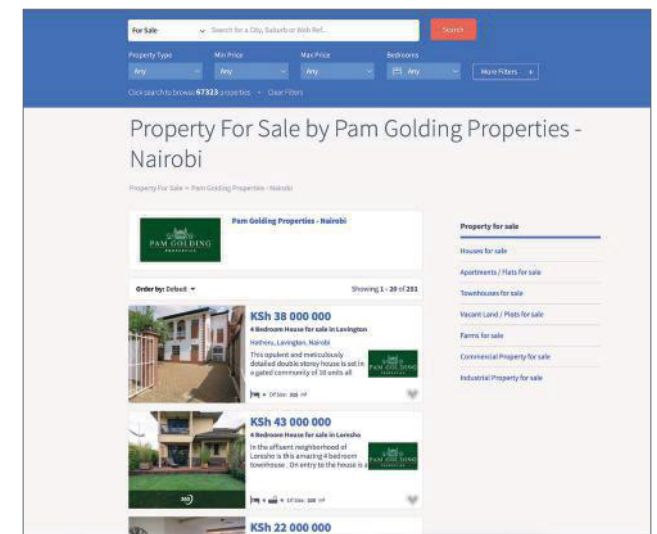 For Sale
Search for a City, Suburb or Web Ref...
Search
Property Type
Min Price
Max Price
Bedrooms
Any
Any
Any
Any
More Filters +
Click search to browse 67323 properties • Clear Filters
Property For Sale by Pam Golding Properties -
Nairobi
Property For Sale > Pam Golding Properties - Nairobi
PAM GOLDING
PROPERTIES
Pam Golding Properties - Nairobi
Property for sale
Houses for sale
Apartments / Flats for sale
Townhouses for sale
Vacant Land / Plots for sale
Farms for sale
Commercial Property for sale
Industrial Property for sale
Order by: Default
Showing 1 - 20 of 251
KSh 38 000 000
4 Bedroom House for sale in Lavington
Hatheru, Lavington, Nairobi
This opulent and meticulously
detailed double storey house is set in
a gated community of 10 units all
PAM GOLDING
4
KSh 43 000 000
4 Bedroom House for sale in Loresho
In the affluent neighborhood of
Loresho is this amazing 4 bedroom
townhouse . On entry to the house is a
PAM GOLDING
360
4 4
KSh 22 000 000